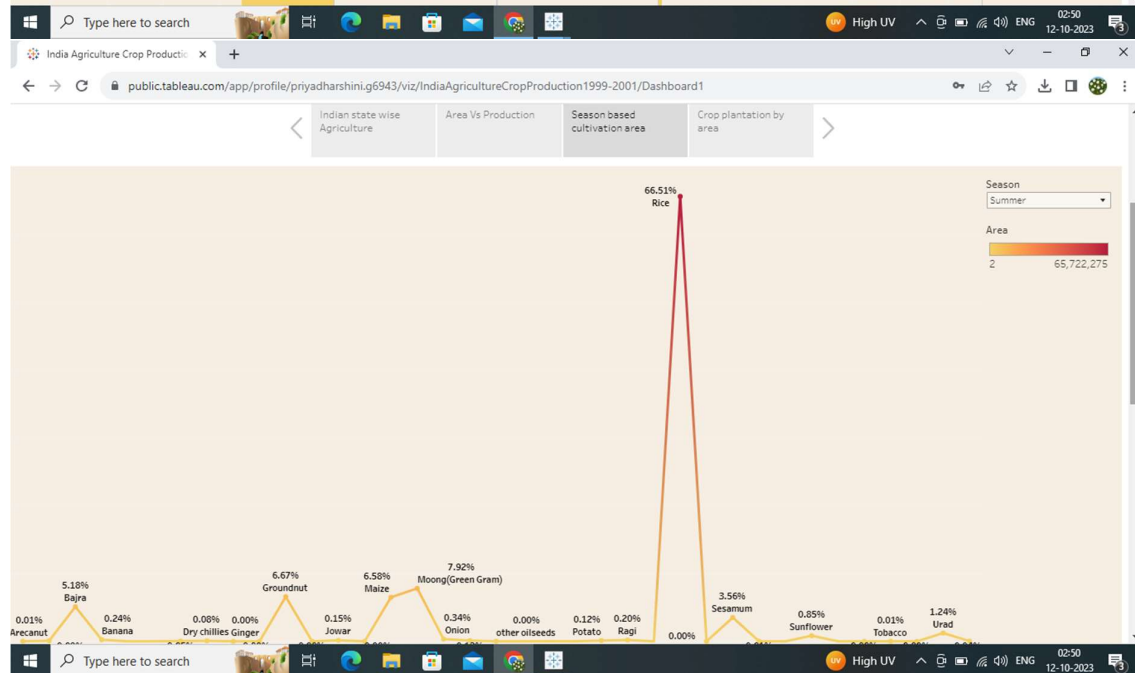 Type here to search
High UV
ENG
02:50
12-10-2023
3
India Agriculture Crop Productio
public.tableau.com/app/profile/priyadharshini.g6943/viz/IndiaAgricultureCropProduction1999-2001/Dashboard1
Indian state wise
Agriculture
Area Vs Production
Season based
cultivation area
Crop plantation by
area
Season
Summer
Area
2
65,722,275
66.51%
Rice
7.92%
Moong(Green Gram)
6.67%
Groundnut
6.58%
Maize
5.18%
Bajra
3.56%
Sesamum
0.01%
Arecanut
0.24%
Banana
0.08%
Dry chillies
0.00%
Ginger
0.15%
Jowar
0.34%
Onion
0.00%
other oilseeds
0.12%
Potato
0.20%
Ragi
0.00%
0.85%
Sunflower
0.01%
Tobacco
1.24%
Urad
Type here to search
High UV
ENG
02:50
12-10-2023
3